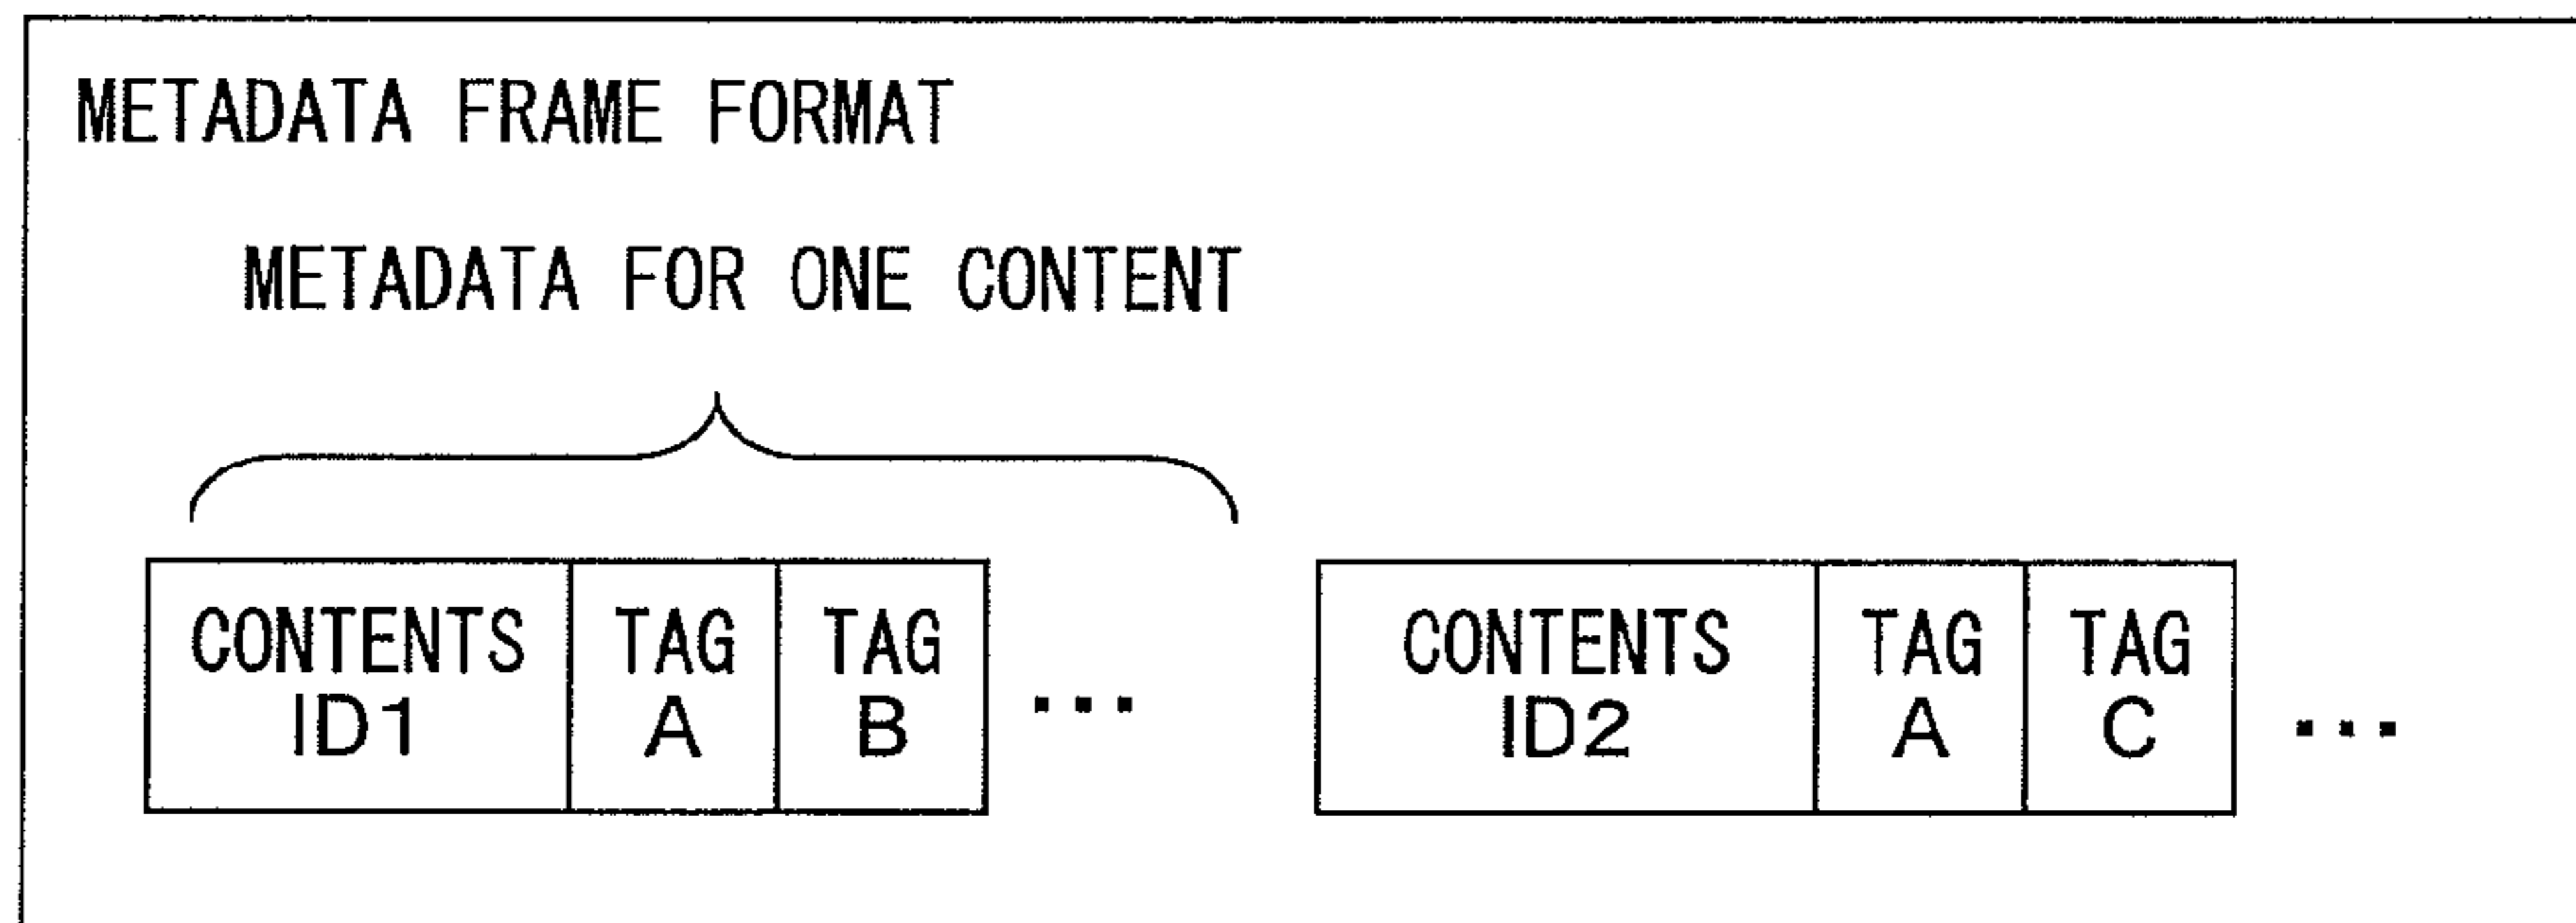 METADATA FRAME FORMAT
METADATA FOR ONE CONTENT
CONTENTS TAG TAG CONTENTS TAG TAG
ID1 A B ... ID2 A C ...